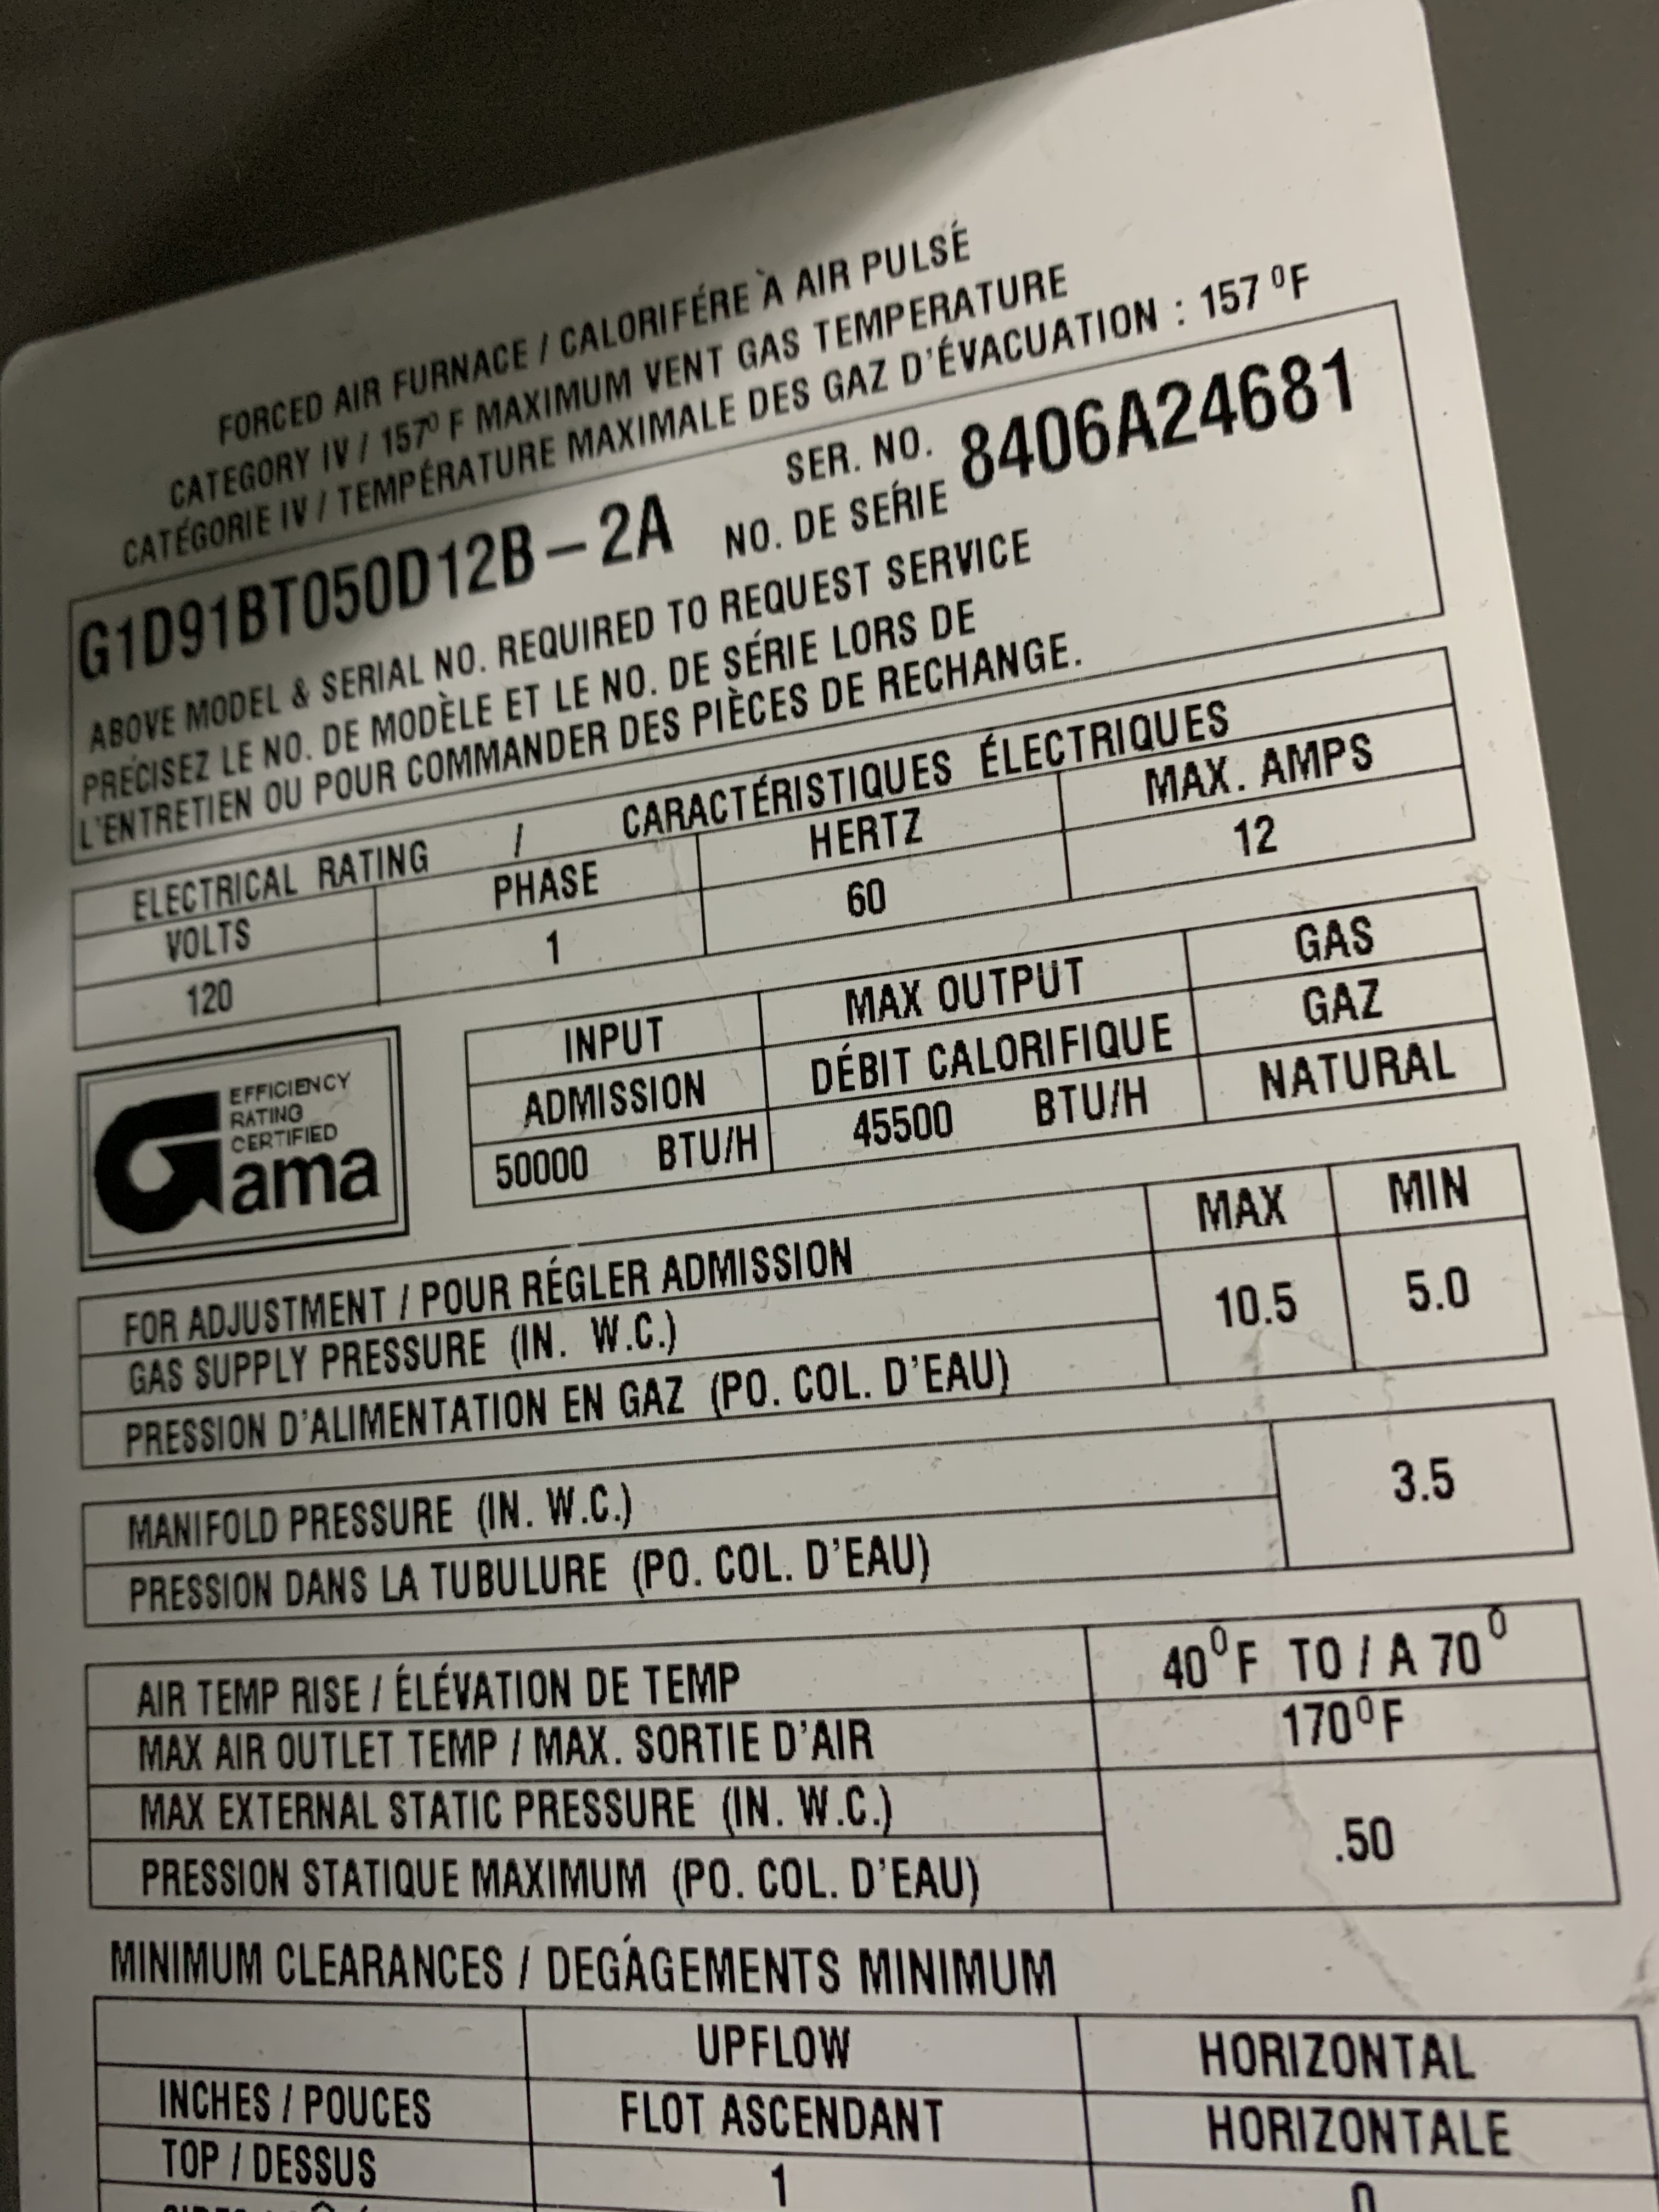 FORCED AIR FURNACE / CALORIFÉRE À AIR PULSÉ
CATEGORY IV / 157º F MAXIMUM VENT GAS TEMPERATURE
CATÉGORIE IV / TEMPÉRATURE MAXIMALE DES GAZ D'ÉVACUATION : 157 ºF
G1D91BT050D12B-2A SER. NO. 8406A24681
NO. DE SÉRIE
ABOVE MODEL & SERIAL NO. REQUIRED TO REQUEST SERVICE
PRÉCISEZ LE NO. DE MODÈLE ET LE NO. DE SÉRIE LORS DE
L'ENTRETIEN OU POUR COMMANDER DES PIÈCES DE RECHANGE.
ELECTRICAL RATING / CARACTÉRISTIQUES ÉLECTRIQUES
VOLTS PHASE HERTZ MAX. AMPS
120 1 60 12
EFFICIENCY
RATING
CERTIFIED
Gama
INPUT MAX OUTPUT GAS
ADMISSION DÉBIT CALORIFIQUE GAZ
50000 BTU/H 45500 BTU/H NATURAL
FOR ADJUSTMENT / POUR RÉGLER ADMISSION MAX MIN
GAS SUPPLY PRESSURE (IN. W.C.) 10.5 5.0
PRESSION D'ALIMENTATION EN GAZ (PO. COL. D'EAU)
MANIFOLD PRESSURE (IN. W.C.) 3.5
PRESSION DANS LA TUBULURE (PO. COL. D'EAU)
AIR TEMP RISE / ÉLÉVATION DE TEMP 40ºF TO / A 70º
MAX AIR OUTLET TEMP / MAX. SORTIE D'AIR 170ºF
MAX EXTERNAL STATIC PRESSURE (IN. W.C.) .50
PRESSION STATIQUE MAXIMUM (PO. COL. D'EAU)
MINIMUM CLEARANCES / DEGÁGEMENTS MINIMUM
UPFLOW HORIZONTAL
INCHES / POUCES FLOT ASCENDANT HORIZONTALE
TOP / DESSUS 1